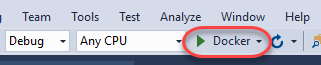 Team Tools Test Analyze Window Help
Debug Any CPU Docker